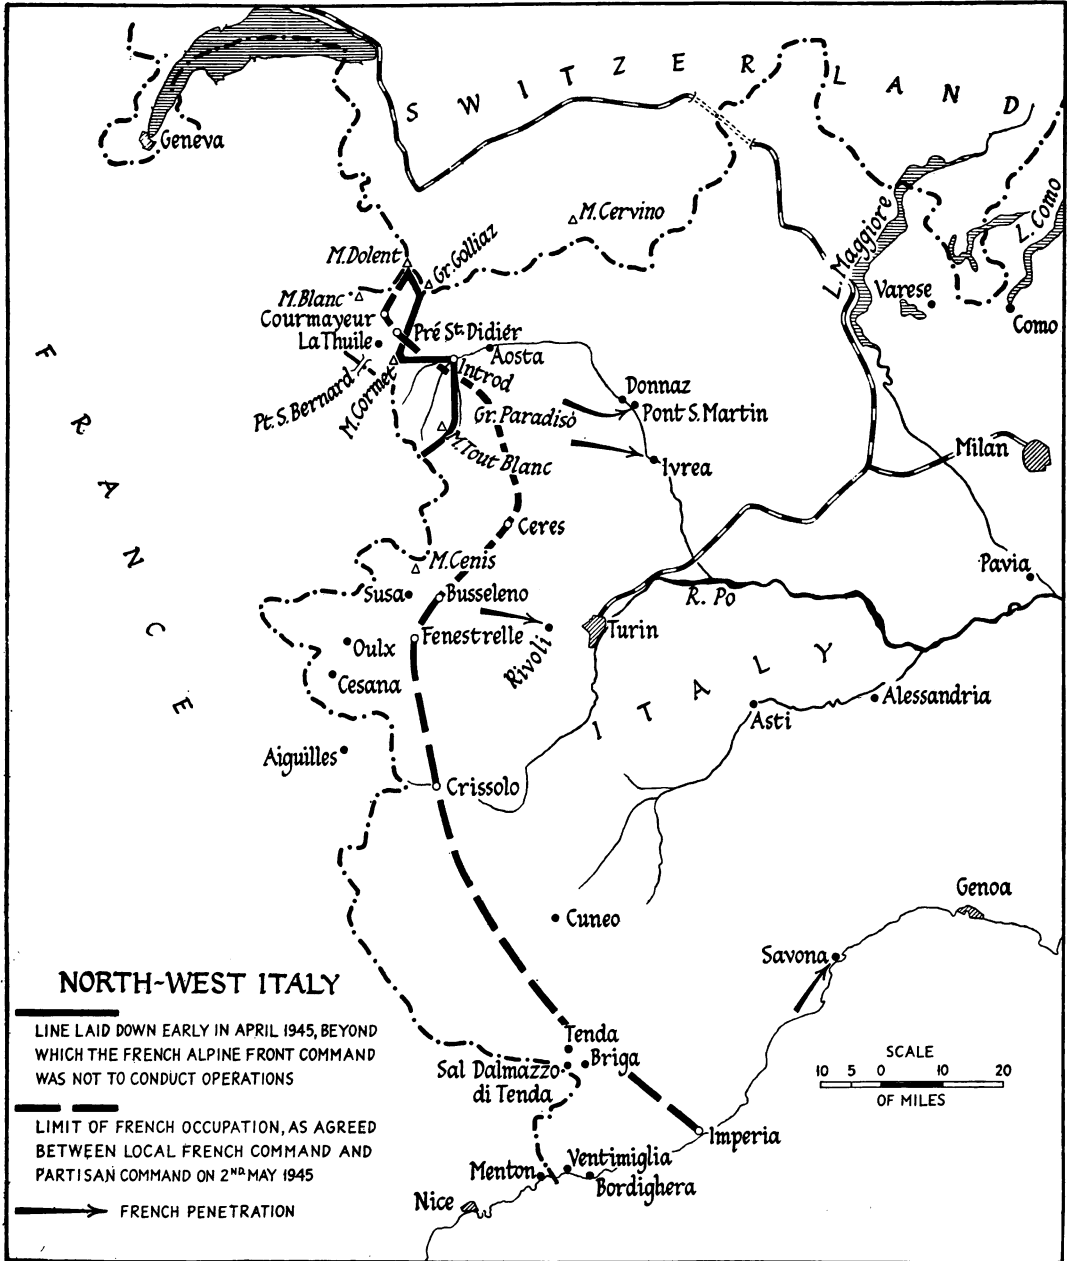 SWITZERLAND
Geneva
M. Cervino
L. Maggiore
L. Como
M. Dolent
Gr. Golliaz
M. Blanc
Varese
Courmayeur
Como
Pré St. Didiér
La Thuile
Aosta
Introd
FRANCE
Pt. S. Bernard
M. Cormet
Donnaz
Gr. Paradiso
Pont S. Martin
M. Tout Blanc
Ivrea
Milan
Ceres
M. Cenis
Pavia
Susa
Busseleno
R. Po
Fenestrelle
Turin
Oulx
Rivoli
Cesana
ITALY
Alessandria
Asti
Aiguilles
Crissolo
Genoa
Cuneo
Savona
NORTH-WEST ITALY
LINE LAID DOWN EARLY IN APRIL 1945, BEYOND
WHICH THE FRENCH ALPINE FRONT COMMAND
WAS NOT TO CONDUCT OPERATIONS
LIMIT OF FRENCH OCCUPATION, AS AGREED
BETWEEN LOCAL FRENCH COMMAND AND
PARTISAN COMMAND ON 2ND MAY 1945
FRENCH PENETRATION
Tenda
Briga
Sal Dalmazzo
di Tenda
SCALE
10 5 0 10 20
OF MILES
Imperia
Ventimiglia
Menton
Bordighera
Nice